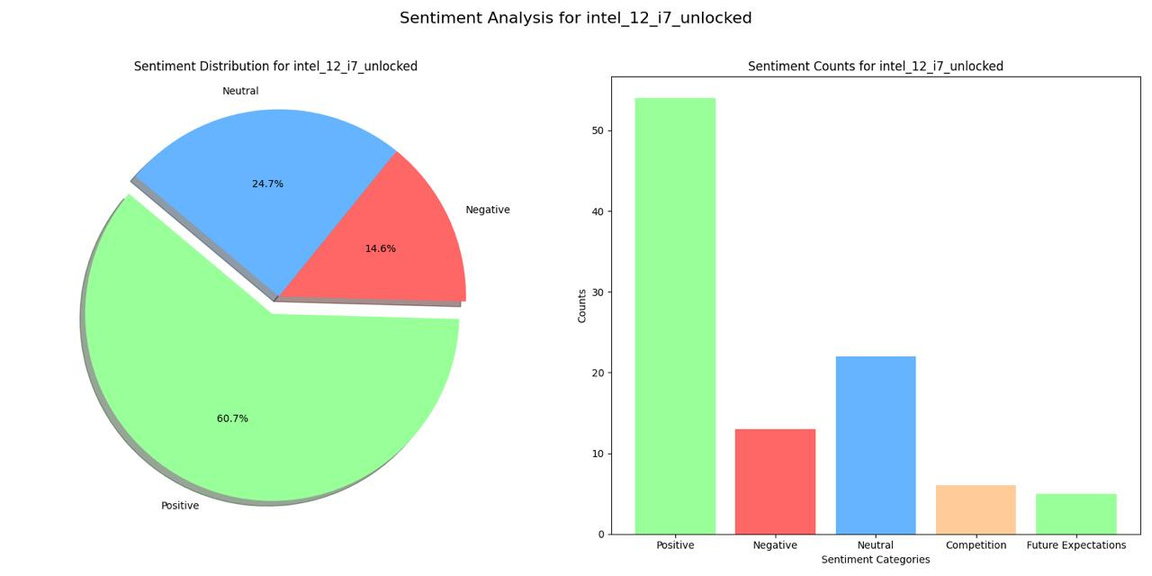 Sentiment Analysis for intel_12_i7_unlocked
Sentiment Distribution for intel_12_i7_unlocked
Neutral
24.7%
Negative
14.6%
60.7%
Positive
Sentiment Counts for intel_12_i7_unlocked
50
40
30
20
10
0
Counts
Positive Negative Neutral Competition Future Expectations
Sentiment Categories